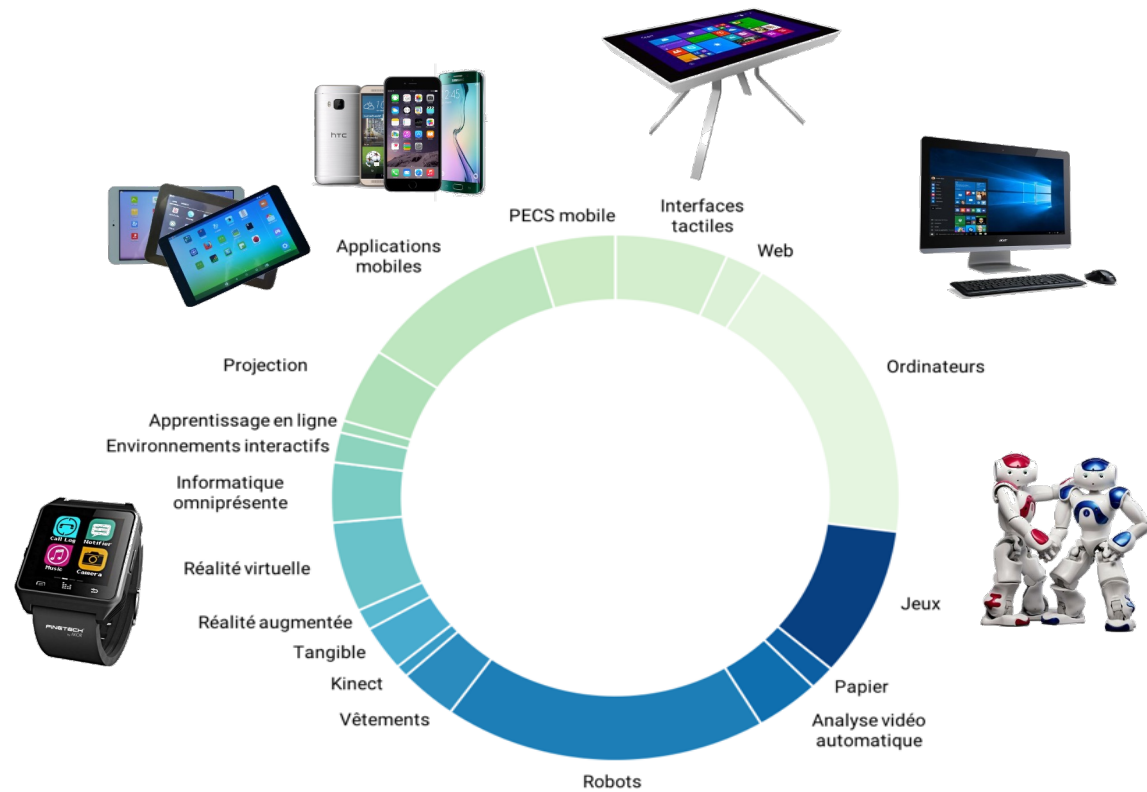 PECS mobile
Interfaces
tactiles
Web
Applications
mobiles
htc
Ordinateurs
Projection
Apprentissage en ligne
Environnements interactifs
Informatique
omniprésente
Call Log
Notifier
Music
Camera
Réalité virtuelle
Jeux
Réalité augmentée
Tangible
Kinect
Papier
Vêtements
Analyse vidéo
automatique
Robots